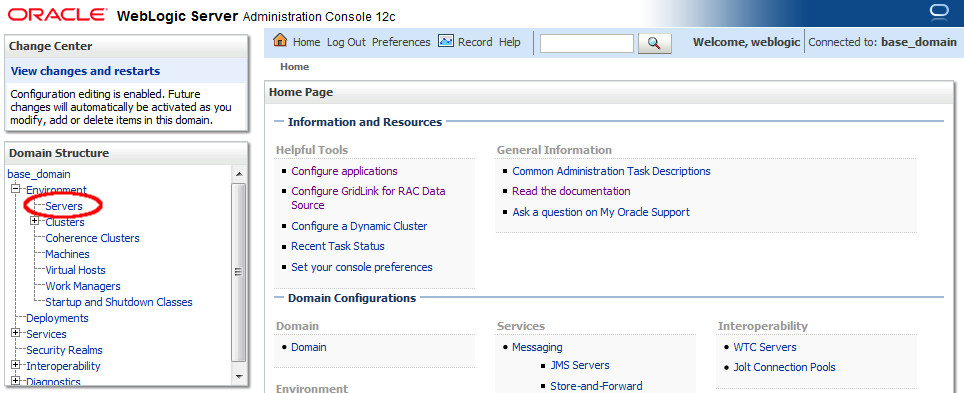 ORACLE WebLogic Server Administration Console 12c
Change Center
View changes and restarts
Configuration editing is enabled. Future
changes will automatically be activated as you
modify, add or delete items in this domain.
Domain Structure
base_domain
Environment
Servers
Clusters
Coherence Clusters
Machines
Virtual Hosts
Work Managers
Startup and Shutdown Classes
Deployments
Services
Security Realms
Interoperability
Diagnostics
Home Log Out Preferences Record Help
Welcome, weblogic Connected to: base_domain
Home
Home Page
Information and Resources
Helpful Tools
Configure applications
Configure GridLink for RAC Data
Source
Configure a Dynamic Cluster
Recent Task Status
Set your console preferences
General Information
Common Administration Task Descriptions
Read the documentation
Ask a question on My Oracle Support
Domain Configurations
Domain
Domain
Environment
Services
Messaging
JMS Servers
Store-and-Forward
Interoperability
WTC Servers
Jolt Connection Pools